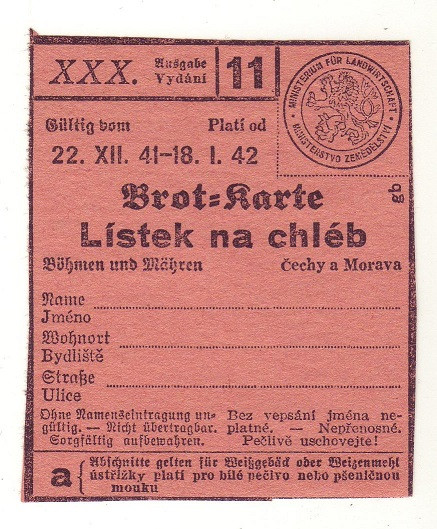 XXX. Ausgabe 11
Vydání
MINISTERIUM FÜR LANDWIRTSCHAFT
MINISTERSTVO ZEMĚDĚLSTVÍ
Gültig vom Platí od
22. XII. 41-18. I. 42
gb
Brot=Karte
Lístek na chléb
Böhmen und Mähren Čechy a Morava
Name
Jméno
Wohnort
Bydliště
Straße
Ulice
Ohne Namenseintragung un- Bez vepsání jména ne-
gültig. — Nicht übertragbar. platné. — Nepřenosné.
Sorgfältig aufbewahren. Pečlivě uschovejte!
a { Abschnitte gelten für Weißgebäck oder Weizenmehl
ústřižky platí pro bílé pečivo nebo pšeničnou
mouku